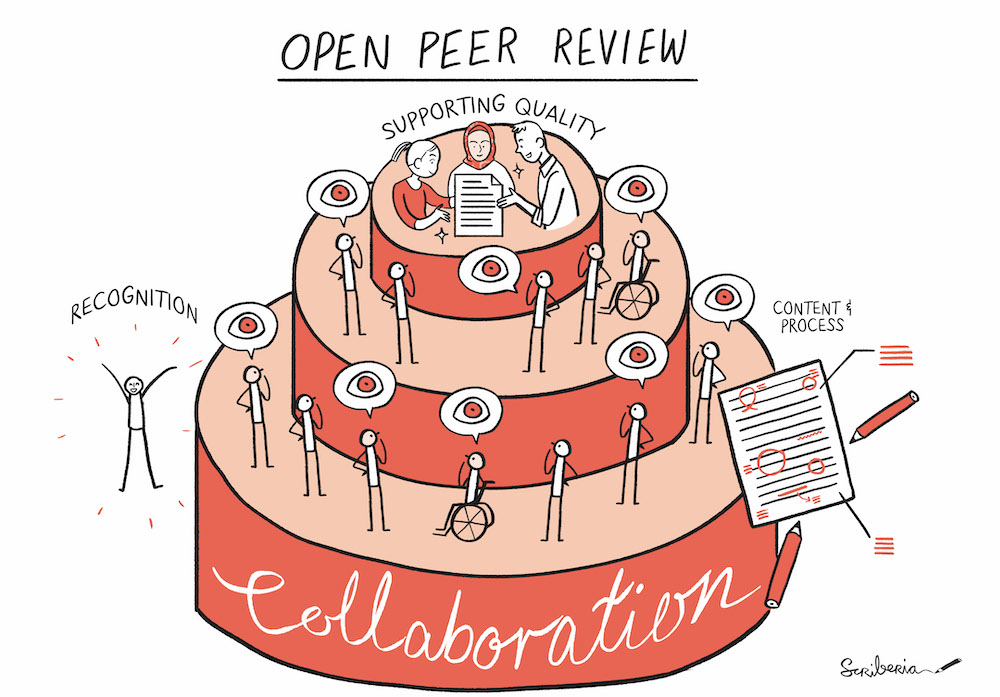 OPEN PEER REVIEW
SUPPORTING QUALITY
RECOGNITION
CONTENT &
PROCESS
Collaboration
Scriberia